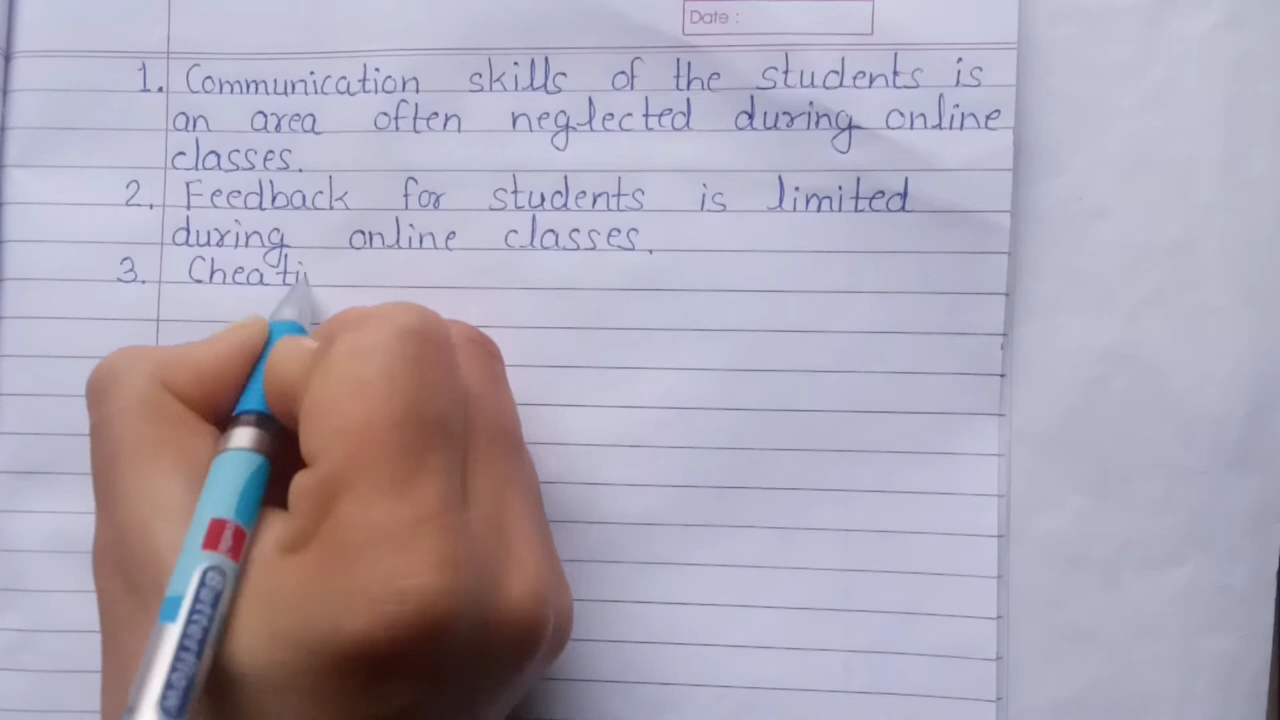 Date :
1. Communication skills of the students is
an area often neglected during online
classes.
2. Feedback for students is limited
during online classes.
3. Cheati
Butterflow